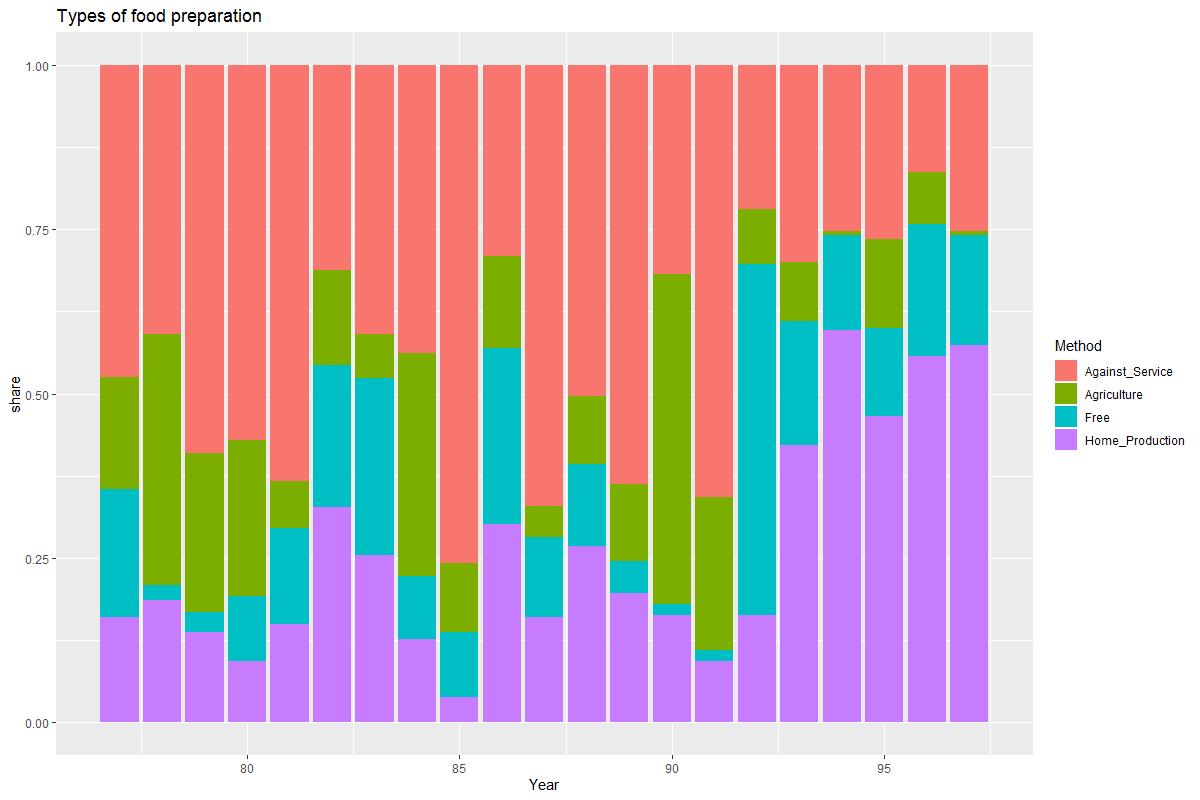 Types of food preparation
1.00
0.75
0.50
0.25
0.00
share
80
85
90
95
Year
Method
Against_Service
Agriculture
Free
Home_Production